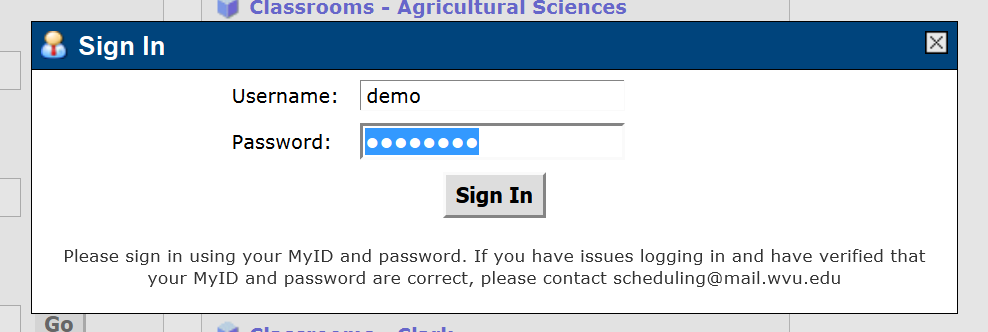 Classrooms - Agricultural Sciences
Sign In
Username: demo
Password: ●●●●●●●●
Sign In
Please sign in using your MyID and password. If you have issues logging in and have verified that
your MyID and password are correct, please contact scheduling@mail.wvu.edu
Go
Classrooms - Clark